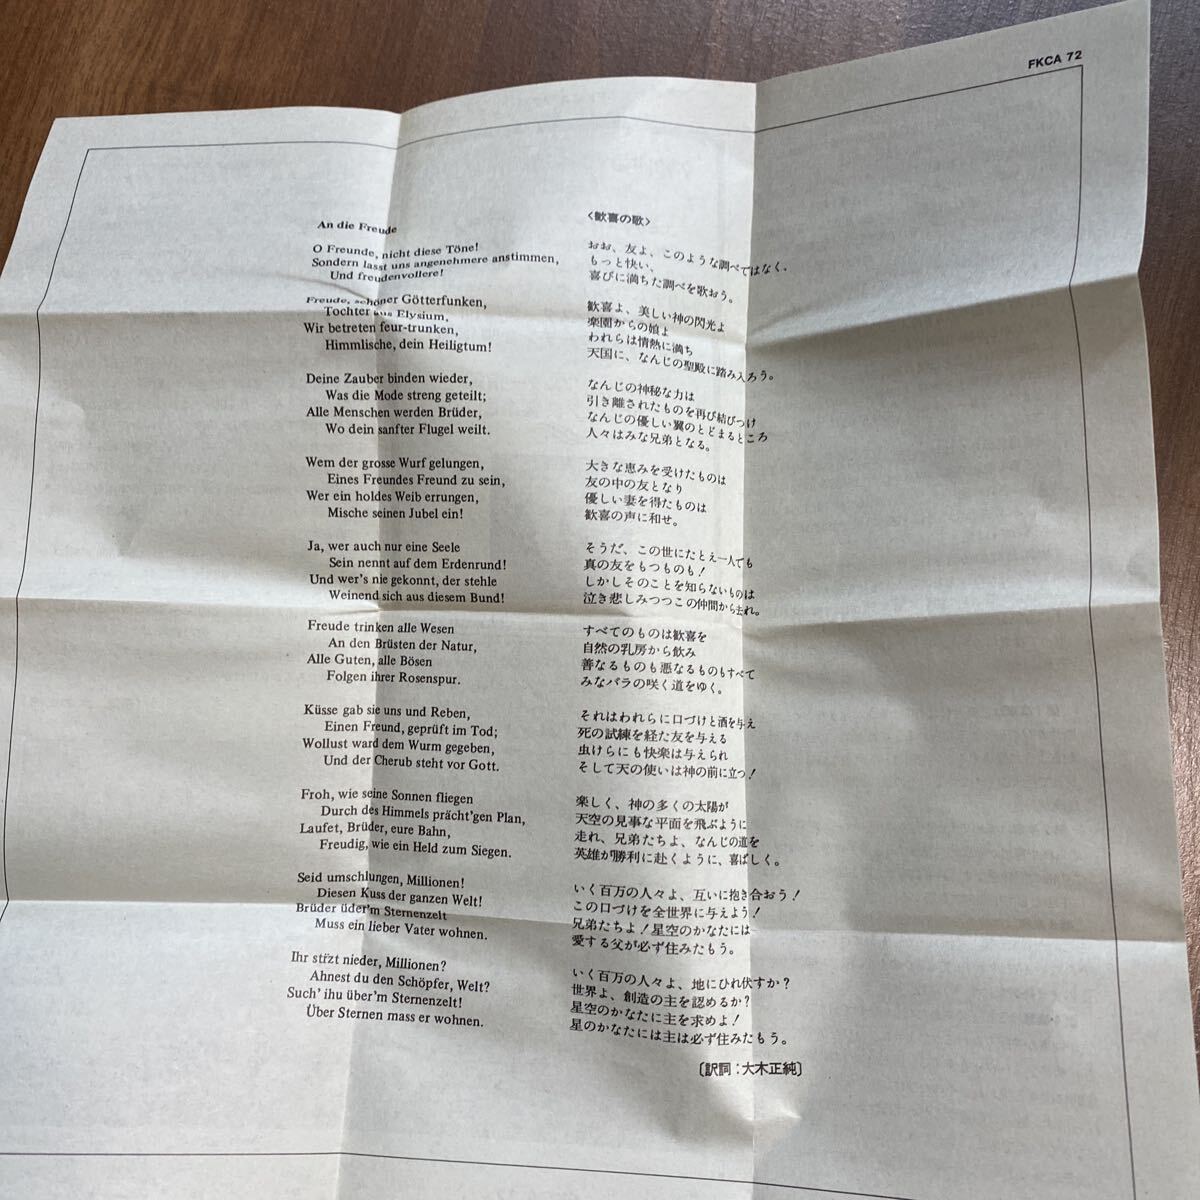 FKCA 72
An die Freude
O Freunde, nicht diese Töne!
Sondern lasst uns angenehmere anstimmen,
Und freudenvollere!
Freude, schöner Götterfunken,
Tochter aus Elysium,
Wir betreten feur-trunken,
Himmlische, dein Heiligtum!
Deine Zauber binden wieder,
Was die Mode streng geteilt;
Alle Menschen werden Brüder,
Wo dein sanfter Flugel weilt.
Wem der grosse Wurf gelungen,
Eines Freundes Freund zu sein,
Wer ein holdes Weib errungen,
Mische seinen Jubel ein!
Ja, wer auch nur eine Seele
Sein nennt auf dem Erdenrund!
Und wer's nie gekonnt, der stehle
Weinend sich aus diesem Bund!
Freude trinken alle Wesen
An den Brüsten der Natur,
Alle Guten, alle Bösen
Folgen ihrer Rosenspur.
Küsse gab sie uns und Reben,
Einen Freund, geprüft im Tod;
Wollust ward dem Wurm gegeben,
Und der Cherub steht vor Gott.
Froh, wie seine Sonnen fliegen
Durch des Himmels prächt'gen Plan,
Laufet, Brüder, eure Bahn,
Freudig, wie ein Held zum Siegen.
Seid umschlungen, Millionen!
Diesen Kuss der ganzen Welt!
Brüder üder'm Sternenzelt
Muss ein lieber Vater wohnen.
Ihr stržt nieder, Millionen?
Ahnest du den Schöpfer, Welt?
Such' ihu über'm Sternenzelt!
Über Sternen mass er wohnen.
〈歓喜の歌〉
おお、友よ、このような調べではなく、
もっと快い、
喜びに満ちた調べを歌おう。
歓喜よ、美しい神の閃光よ
楽園からの娘よ
われらは情熱に満ち
天国に、なんじの聖殿に踏み入ろう。
なんじの神秘な力は
引き離されたものを再び結びつけ
なんじの優しい翼のとどまるところ
人々はみな兄弟となる。
大きな恵みを受けたものは
友の中の友となり
優しい妻を得たものは
歓喜の声に和せ。
そうだ、この世にたとえ一人でも
真の友をもつものも!
しかしそのことを知らないものは
泣き悲しみつつこの仲間から去れ。
すべてのものは歓喜を
自然の乳房から飲み
善なるものも悪なるものもすべて
みなバラの咲く道をゆく。
それはわれらに口づけと酒を与え
死の試練を経た友を与える
虫けらにも快楽は与えられ
そして天の使いは神の前に立つ!
楽しく、神の多くの太陽が
天空の見事な平面を飛ぶように
走れ、兄弟たちよ、なんじの道を
英雄が勝利に赴くように、喜ばしく。
いく百万の人々よ、互いに抱き合おう!
この口づけを全世界に与えよう!
兄弟たちよ!星空のかなたには
愛する父が必ず住みたもう。
いく百万の人々よ、地にひれ伏すか?
世界よ、創造の主を認めるか?
星空のかなたに主を求めよ!
星のかなたには主は必ず住みたもう。
〔訳詞:大木正純〕